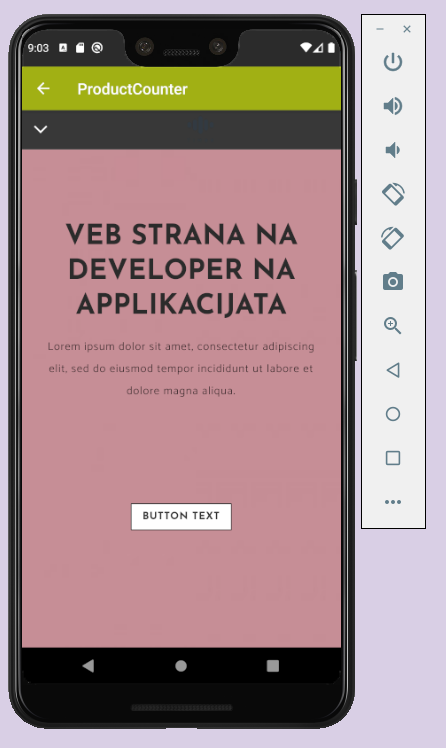 9:03
ProductCounter
VEB STRANA NA
DEVELOPER NA
APPLIKACIJATA
Lorem ipsum dolor sit amet, consectetur adipiscing
elit, sed do eiusmod tempor incididunt ut labore et
dolore magna aliqua.
BUTTON TEXT